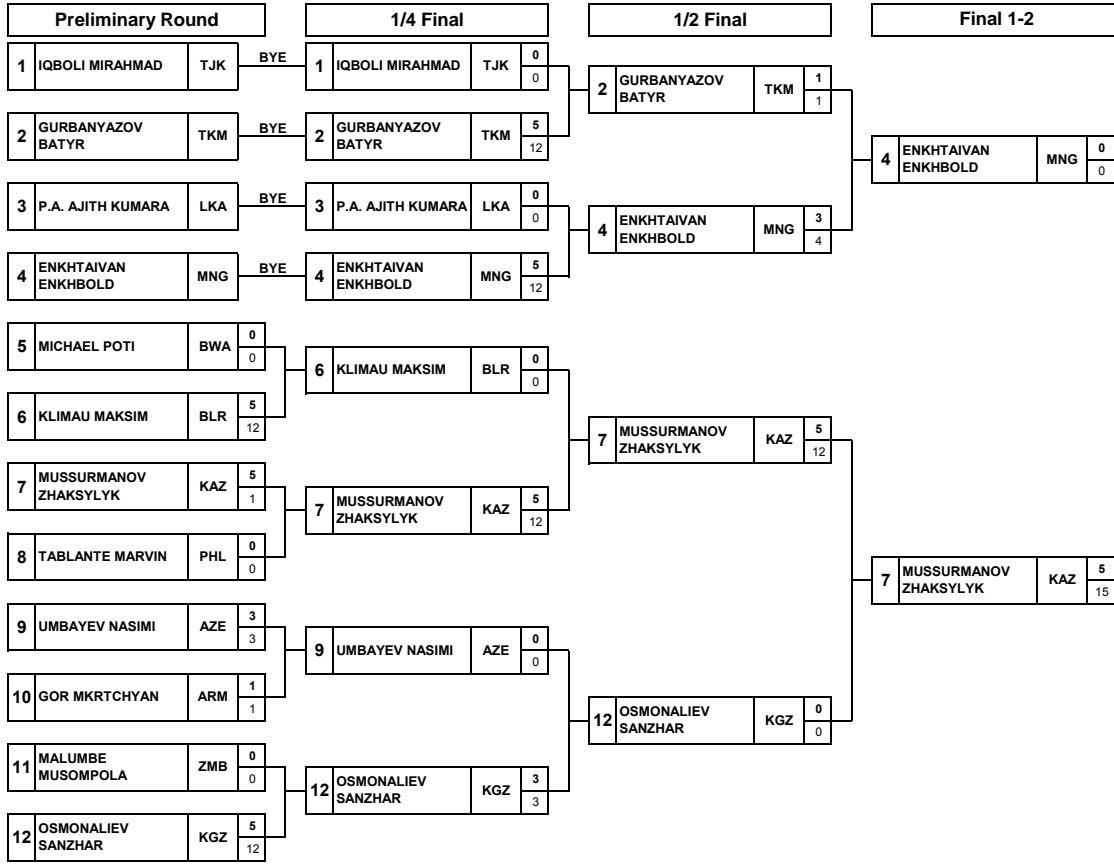 Preliminary Round
1/4 Final
1/2 Final
Final 1-2
1 IQBOLI MIRAHMAD TJK
BYE
2 GURBANYAZOV
BATYR TKM
BYE
3 P.A. AJITH KUMARA LKA
BYE
4 ENKHTAIVAN
ENKHBOLD MNG
BYE
5 MICHAEL POTI BWA 0
0
6 KLIMAU MAKSIM BLR 5
12
7 MUSSURMANOV
ZHAKSYLYK KAZ 5
1
8 TABLANTE MARVIN PHL 0
0
9 UMBAYEV NASIMI AZE 3
3
10 GOR MKRTCHYAN ARM 1
1
11 MALUMBE
MUSOMPOLA ZMB 0
0
12 OSMONALIEV
SANZHAR KGZ 5
12
1 IQBOLI MIRAHMAD TJK 0
0
2 GURBANYAZOV
BATYR TKM 5
12
3 P.A. AJITH KUMARA LKA 0
0
4 ENKHTAIVAN
ENKHBOLD MNG 5
12
6 KLIMAU MAKSIM BLR 0
0
7 MUSSURMANOV
ZHAKSYLYK KAZ 5
12
9 UMBAYEV NASIMI AZE 0
0
12 OSMONALIEV
SANZHAR KGZ 3
3
2 GURBANYAZOV
BATYR TKM 1
1
4 ENKHTAIVAN
ENKHBOLD MNG 3
4
7 MUSSURMANOV
ZHAKSYLYK KAZ 5
12
12 OSMONALIEV
SANZHAR KGZ 0
0
4 ENKHTAIVAN
ENKHBOLD MNG 0
0
7 MUSSURMANOV
ZHAKSYLYK KAZ 5
15